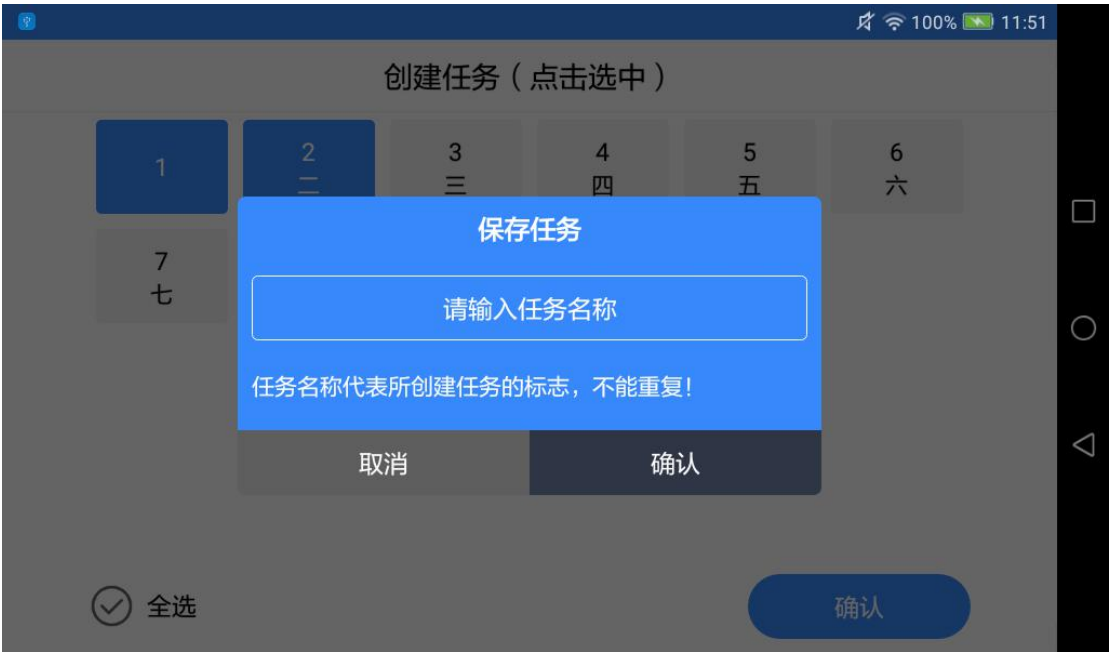 100% 11:51
创建任务（点击选中）
1 2 3 4 5 6
二 三 四 五 六
7
七
保存任务
请输入任务名称
任务名称代表所创建任务的标志，不能重复！
取消 确认
全选 确认